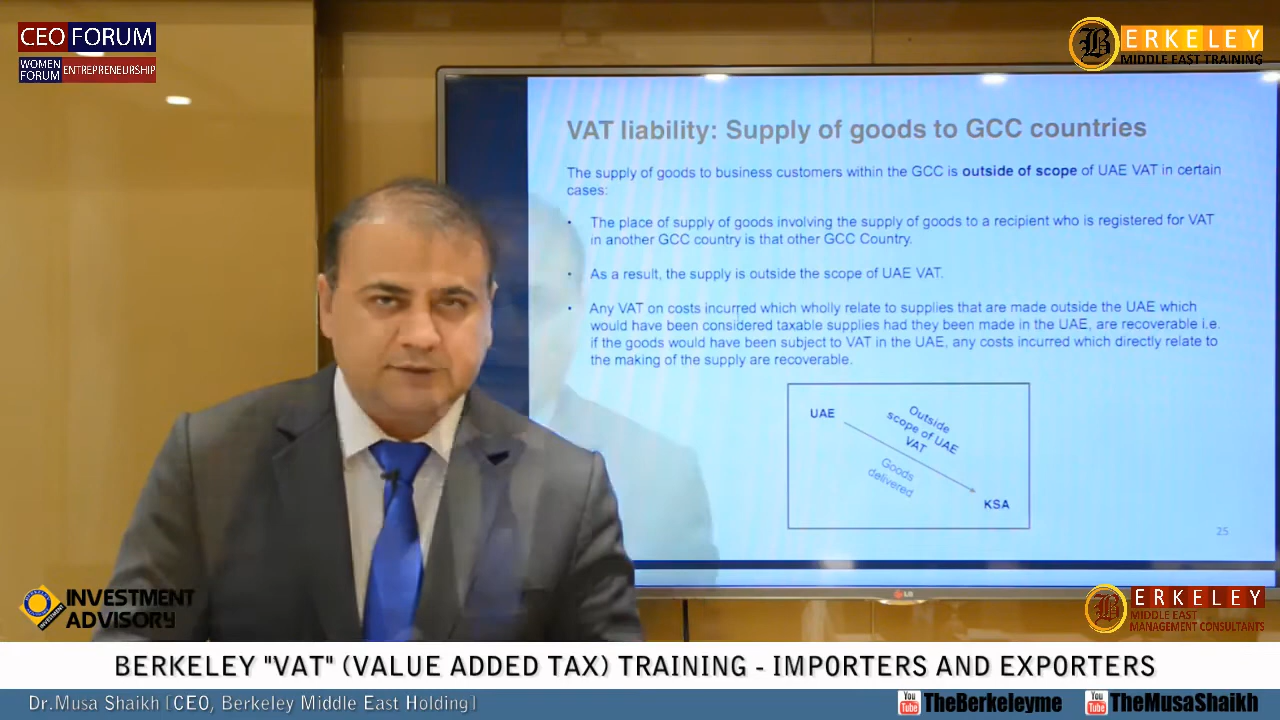 CEO FORUM
WOMEN FORUM ENTREPRENEURSHIP
BERKELEY
MIDDLE EAST TRAINING
VAT liability: Supply of goods to GCC countries
The supply of goods to business customers within the GCC is outside of scope of UAE VAT in certain
cases:
• The place of supply of goods involving the supply of goods to a recipient who is registered for VAT
in another GCC country is that other GCC Country.
• As a result, the supply is outside the scope of UAE VAT.
• Any VAT on costs incurred which wholly relate to supplies that are made outside the UAE which
would have been considered taxable supplies had they been made in the UAE, are recoverable i.e.
if the goods would have been subject to VAT in the UAE, any costs incurred which directly relate to
the making of the supply are recoverable.
UAE
Outside
scope of UAE
VAT
Goods
delivered
KSA
25
LG
INVESTMENT
ADVISORY
BERKELEY
MIDDLE EAST
MANAGEMENT CONSULTANTS
BERKELEY "VAT" (VALUE ADDED TAX) TRAINING - IMPORTERS AND EXPORTERS
Dr.Musa Shaikh [CEO, Berkeley Middle East Holding]
You Tube TheBerkeleyme
You Tube TheMusaShaikh